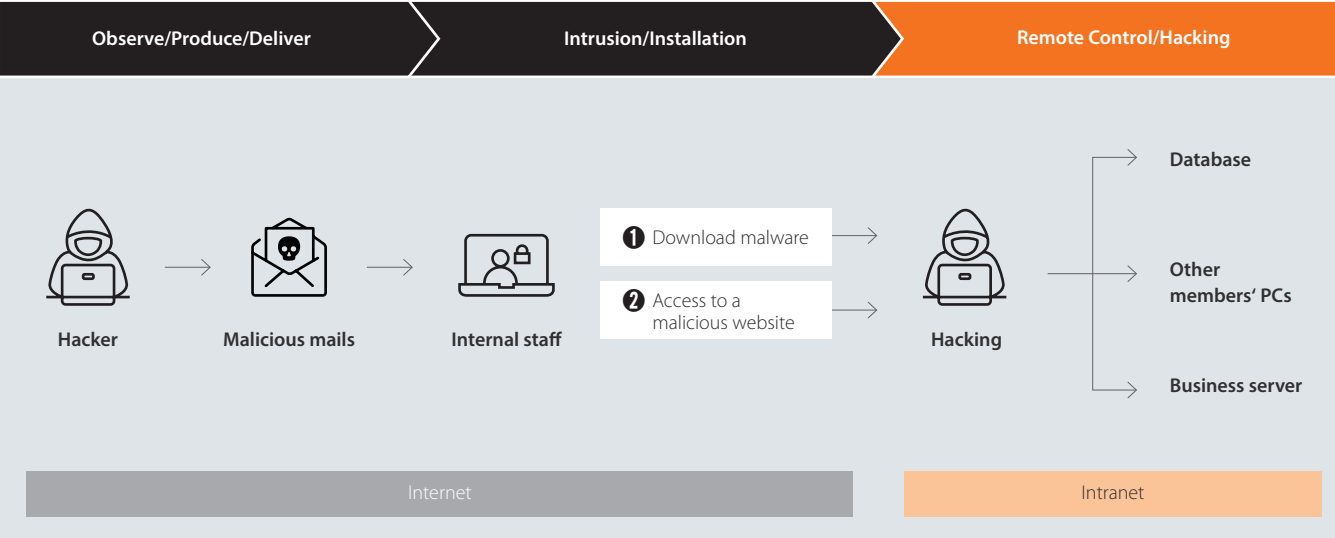 Observe/Produce/Deliver
Intrusion/Installation
Remote Control/Hacking
Hacker
Malicious mails
Internal staff
❶ Download malware
❷ Access to a
malicious website
Hacking
Database
Other
members‘ PCs
Business server
Internet
Intranet